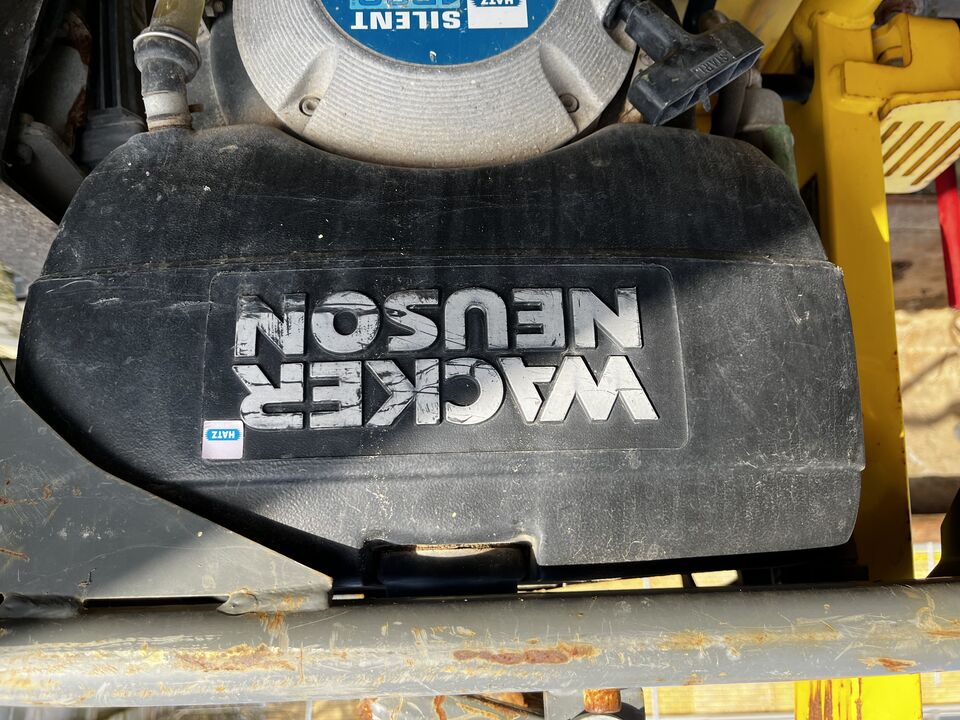 WACKER
NEUSON
HATZ
HATZ
SILENT